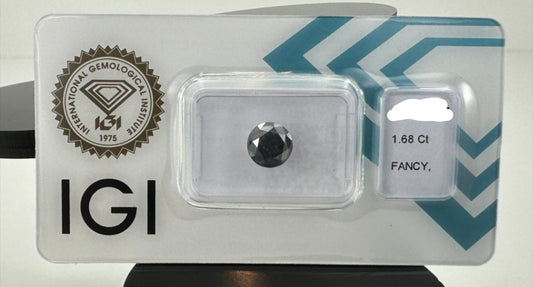 INTERNATIONAL GEMOLOGICAL INSTITUTE
IGI
1975
IGI
1.68 Ct
FANCY,